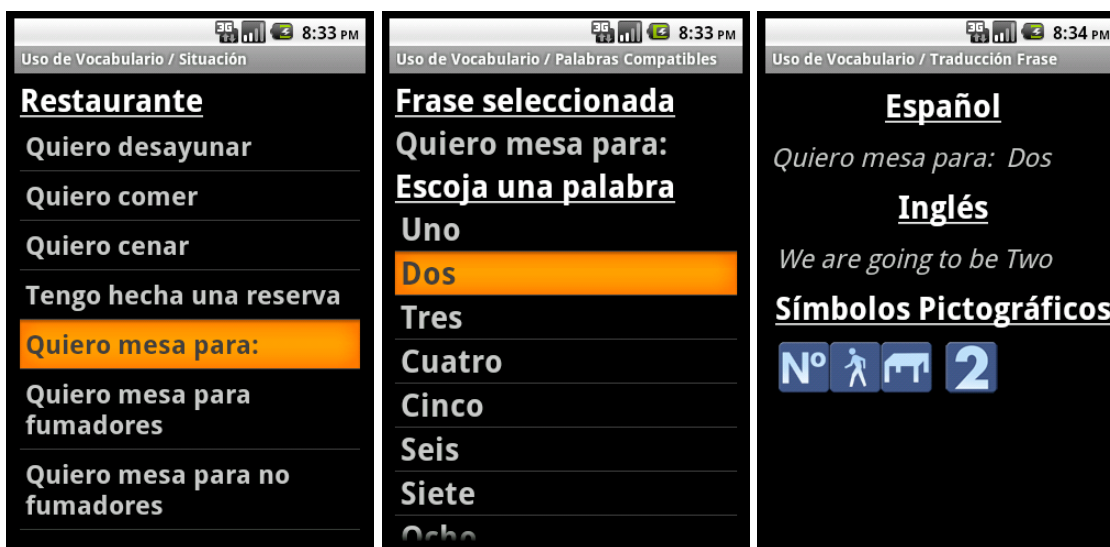 3G 8:33 PM
Uso de Vocabulario / Situación
Restaurante
Quiero desayunar
Quiero comer
Quiero cenar
Tengo hecha una reserva
Quiero mesa para:
Quiero mesa para
fumadores
Quiero mesa para no
fumadores
3G 8:33 PM
Uso de Vocabulario / Palabras Compatibles
Frase seleccionada
Quiero mesa para:
Escoja una palabra
Uno
Dos
Tres
Cuatro
Cinco
Seis
Siete
Ocho
3G 8:34 PM
Uso de Vocabulario / Traducción Frase
Español
Quiero mesa para: Dos
Inglés
We are going to be Two
Símbolos Pictográficos
Nº 2